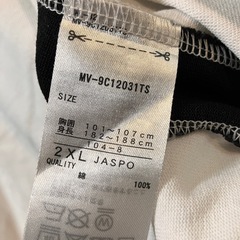 MV-9C12031TS
SIZE
胸囲 101~107cm
身長 182~188cm
104-8
2XL JASPO
QUALITY
綿 100%